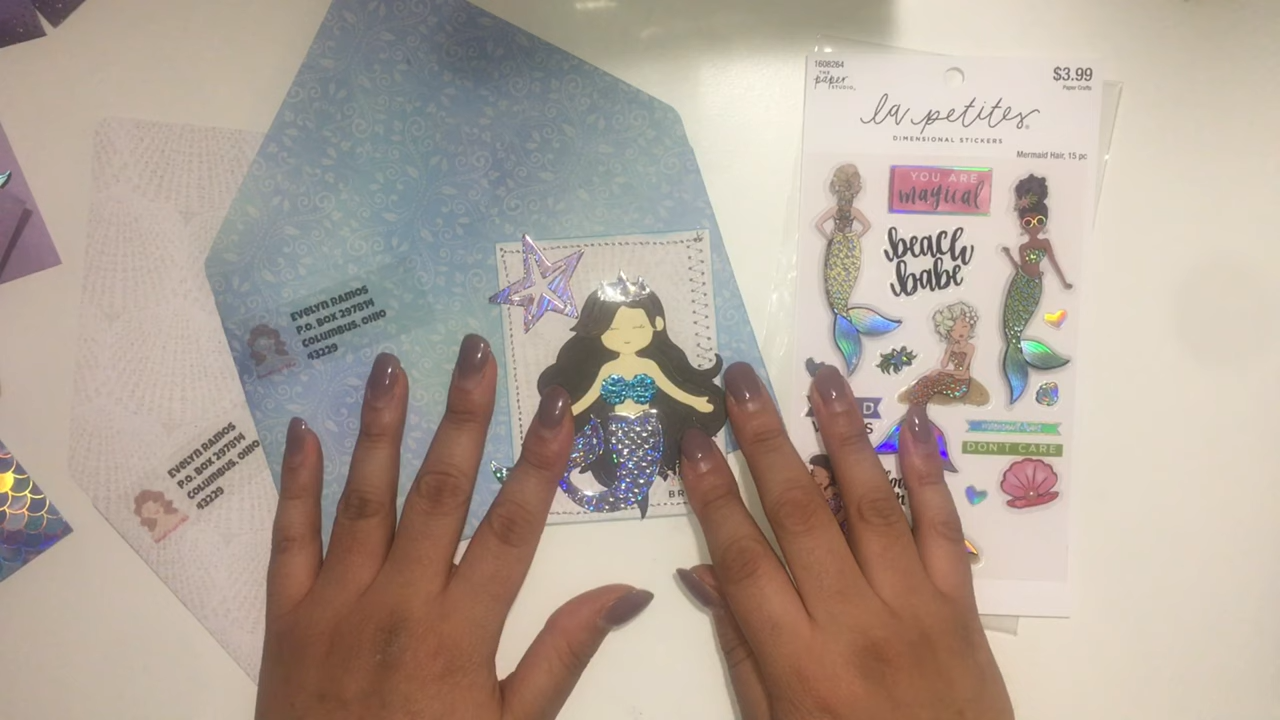 Evelyn Ramos
P.O. Box 297814
Columbus, Ohio
43229
Evelyn Ramos
P.O. Box 297814
Columbus, Ohio
43229
BR
1608264
THE
paper
STUDIO
$3.99
Paper Crafts
la petites
DIMENSIONAL STICKERS
Mermaid Hair, 15 pc
YOU ARE
magical
beach
babe
DON'T CARE